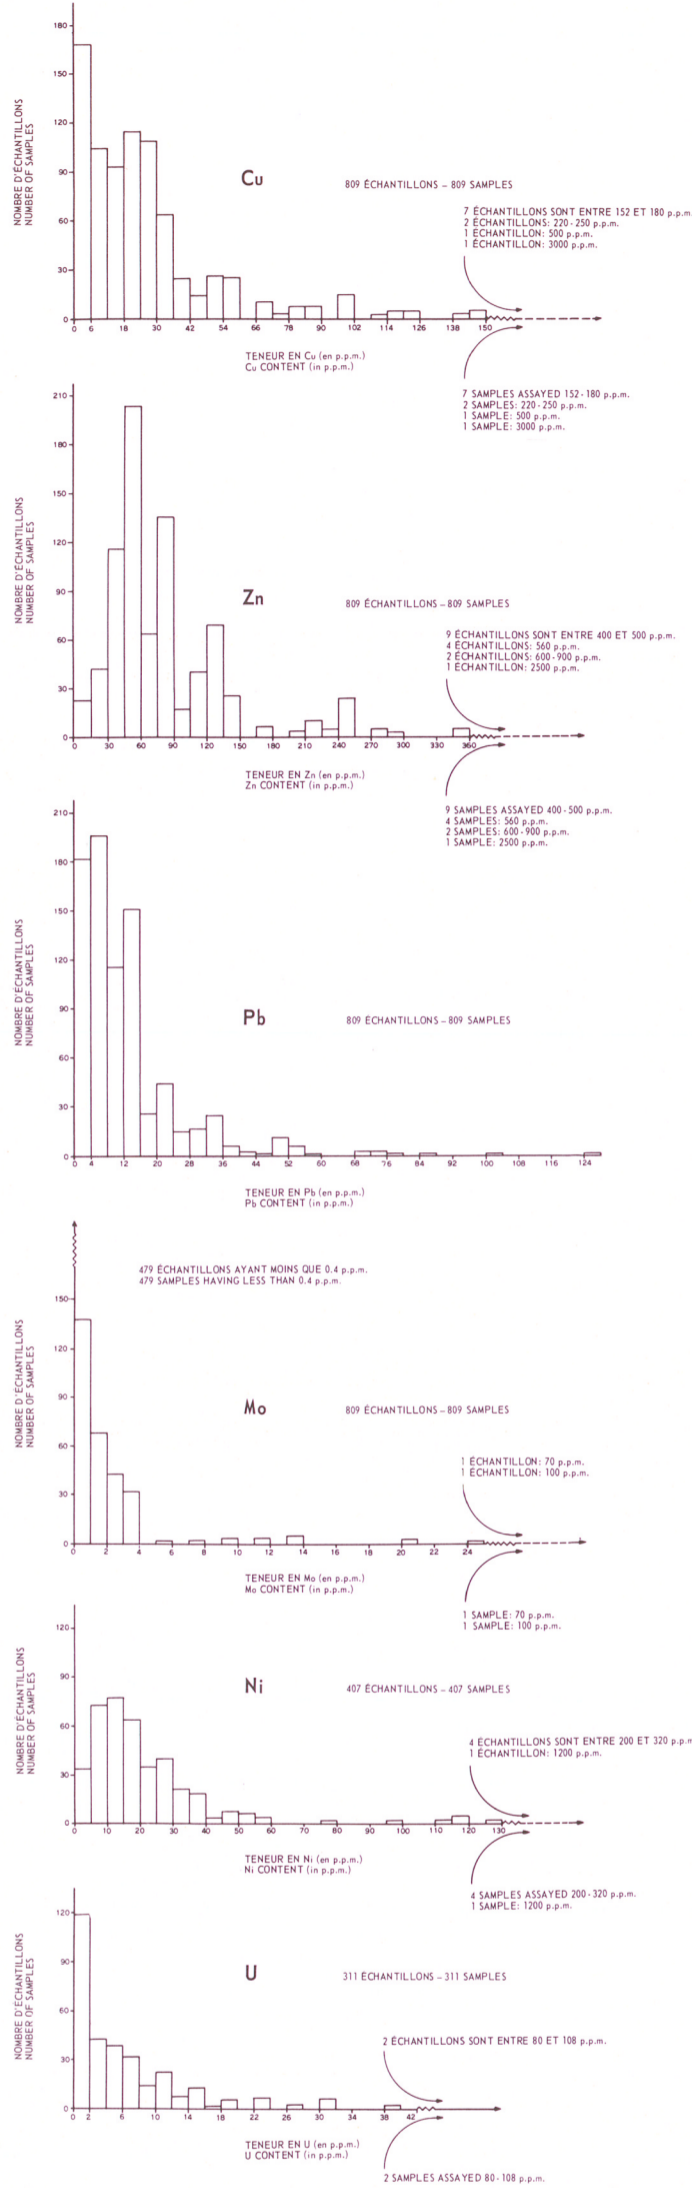 180
150
120
90
60
30
0
NOMBRE D'ÉCHANTILLONS
NUMBER OF SAMPLES
Cu
809 ÉCHANTILLONS – 809 SAMPLES
7 ÉCHANTILLONS SONT ENTRE 152 ET 180 p.p.m.
2 ÉCHANTILLONS: 220-250 p.p.m.
1 ÉCHANTILLON: 500 p.p.m.
1 ÉCHANTILLON: 3000 p.p.m.
0 6 18 30 42 54 66 78 90 102 114 126 138 150
TENEUR EN Cu (en p.p.m.)
Cu CONTENT (in p.p.m.)
7 SAMPLES ASSAYED 152-180 p.p.m.
2 SAMPLES: 220-250 p.p.m.
1 SAMPLE: 500 p.p.m.
1 SAMPLE: 3000 p.p.m.
210
180
150
120
90
60
30
0
NOMBRE D'ÉCHANTILLONS
NUMBER OF SAMPLES
Zn
809 ÉCHANTILLONS – 809 SAMPLES
9 ÉCHANTILLONS SONT ENTRE 400 ET 500 p.p.m.
4 ÉCHANTILLONS: 560 p.p.m.
2 ÉCHANTILLONS: 600-900 p.p.m.
1 ÉCHANTILLON: 2500 p.p.m.
0 30 60 90 120 150 180 210 240 270 300 330 360
TENEUR EN Zn (en p.p.m.)
Zn CONTENT (in p.p.m.)
9 SAMPLES ASSAYED 400-500 p.p.m.
4 SAMPLES: 560 p.p.m.
2 SAMPLES: 600-900 p.p.m.
1 SAMPLE: 2500 p.p.m.
210
180
150
120
90
60
30
0
NOMBRE D'ÉCHANTILLONS
NUMBER OF SAMPLES
Pb
809 ÉCHANTILLONS – 809 SAMPLES
0 4 12 20 28 36 44 52 60 68 76 84 92 100 108 116 124
TENEUR EN Pb (en p.p.m.)
Pb CONTENT (in p.p.m.)
479 ÉCHANTILLONS AYANT MOINS QUE 0.4 p.p.m.
479 SAMPLES HAVING LESS THAN 0.4 p.p.m.
150
120
90
60
30
0
NOMBRE D'ÉCHANTILLONS
NUMBER OF SAMPLES
Mo
809 ÉCHANTILLONS – 809 SAMPLES
1 ÉCHANTILLON: 70 p.p.m.
1 ÉCHANTILLON: 100 p.p.m.
0 2 4 6 8 10 12 14 16 18 20 22 24
TENEUR EN Mo (en p.p.m.)
Mo CONTENT (in p.p.m.)
1 SAMPLE: 70 p.p.m.
1 SAMPLE: 100 p.p.m.
120
90
60
30
0
NOMBRE D'ÉCHANTILLONS
NUMBER OF SAMPLES
Ni
407 ÉCHANTILLONS – 407 SAMPLES
4 ÉCHANTILLONS SONT ENTRE 200 ET 320 p.p.m
1 ÉCHANTILLON: 1200 p.p.m.
0 10 20 30 40 50 60 70 80 90 100 110 120 130
TENEUR EN Ni (en p.p.m.)
Ni CONTENT (in p.p.m.)
4 SAMPLES ASSAYED 200-320 p.p.m.
1 SAMPLE: 1200 p.p.m.
120
90
60
30
0
NOMBRE D'ÉCHANTILLONS
NUMBER OF SAMPLES
U
311 ÉCHANTILLONS – 311 SAMPLES
2 ÉCHANTILLONS SONT ENTRE 80 ET 108 p.p.m.
0 2 6 10 14 18 22 26 30 34 38 42
TENEUR EN U (en p.p.m.)
U CONTENT (in p.p.m.)
2 SAMPLES ASSAYED 80-108 p.p.m.